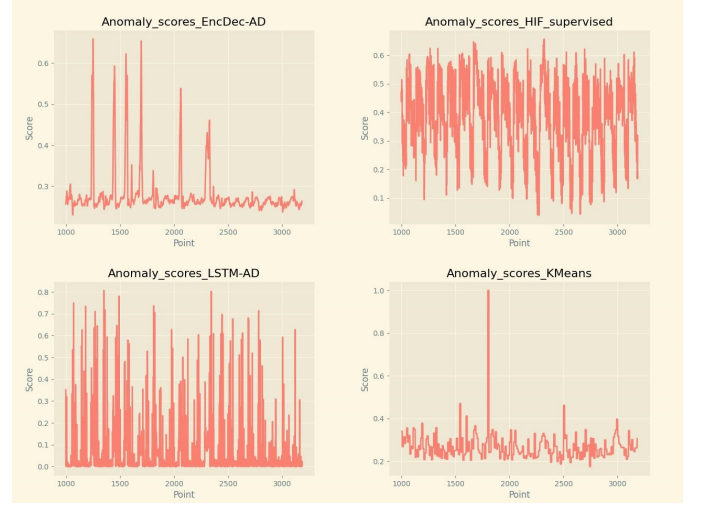 Anomaly_scores_EncDec-AD
0.6
0.5
0.4
0.3
Score
1000 1500 2000 2500 3000
Point
Anomaly_scores_HIF_supervised
0.6
0.5
0.4
0.3
0.2
0.1
Score
1000 1500 2000 2500 3000
Point
Anomaly_scores_LSTM-AD
0.8
0.7
0.6
0.5
0.4
0.3
0.2
0.1
0.0
Score
1000 1500 2000 2500 3000
Point
Anomaly_scores_KMeans
1.0
0.8
0.6
0.4
0.2
Score
1000 1500 2000 2500 3000
Point